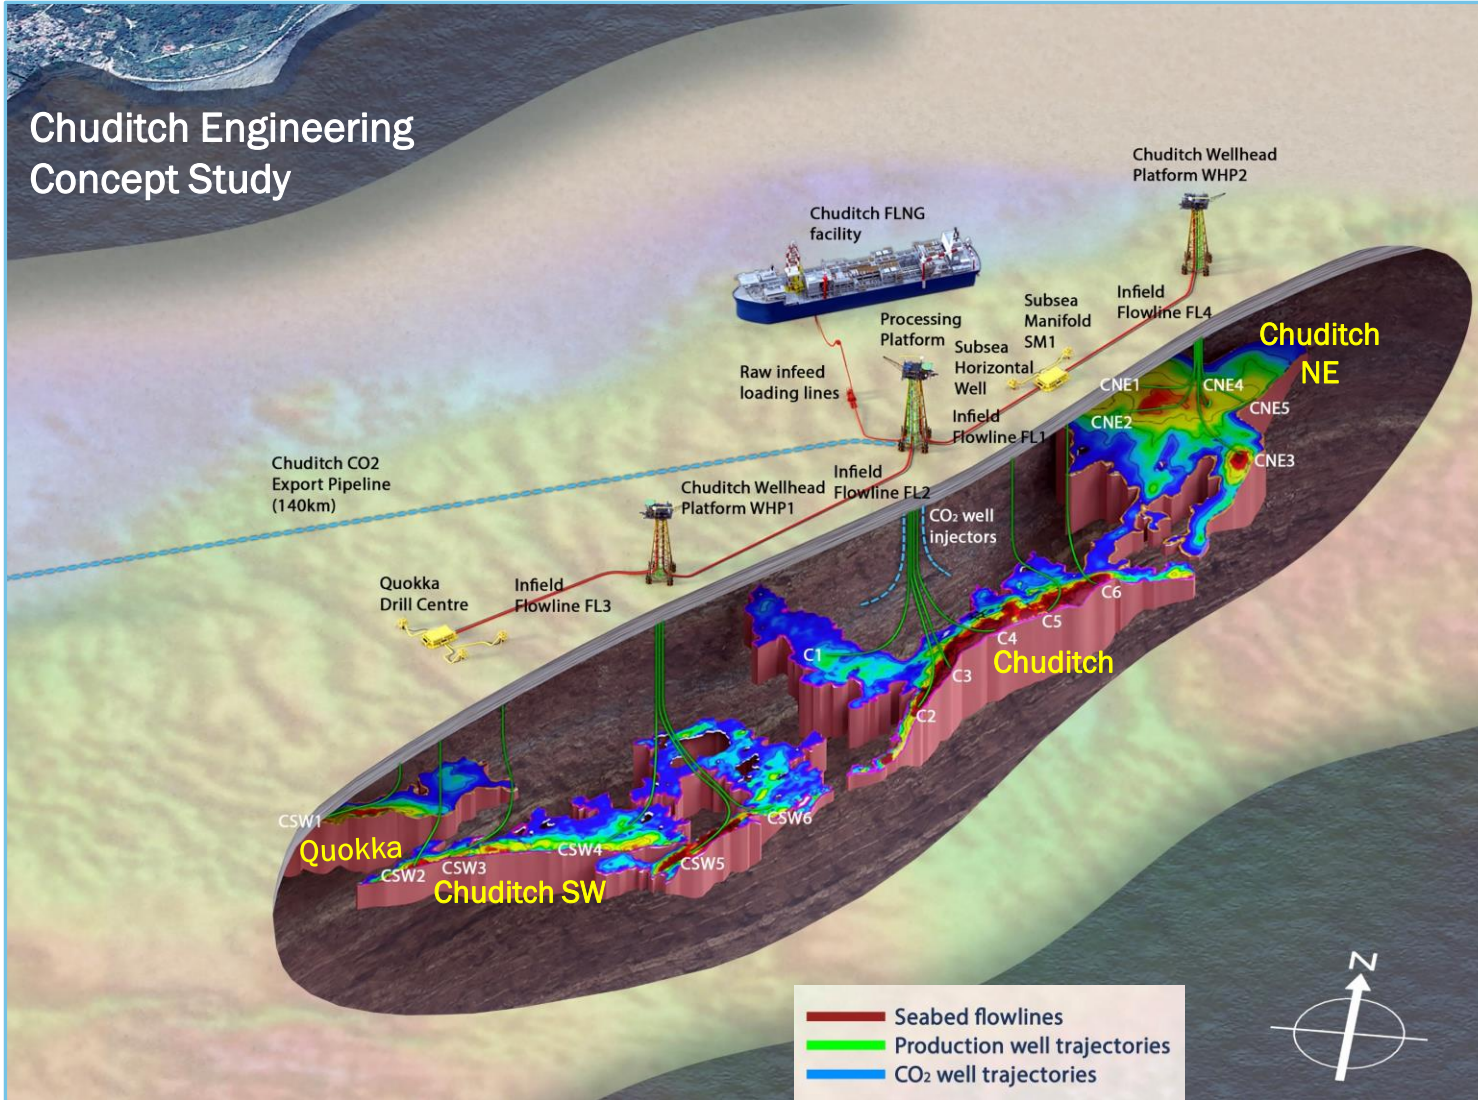 Chuditch Engineering
Concept Study
Chuditch Wellhead
Platform WHP2
Chuditch FLNG
facility
Infield
Flowline FL4
Subsea
Manifold
SM1
Processing
Platform
Subsea
Horizontal
Well
Raw infeed
loading lines
Infield
Flowline FL1
Chuditch
NE
CNE1
CNE4
CNE5
CNE2
CNE3
Chuditch CO2
Export Pipeline
(140km)
Infield
Flowline FL2
Chuditch Wellhead
Platform WHP1
CO₂ well
injectors
Quokka
Drill Centre
Infield
Flowline FL3
C6
C5
C4
C1
Chuditch
C3
C2
CSW1
CSW6
Quokka
CSW4
CSW5
CSW3
CSW2
Chuditch SW
N
Seabed flowlines
Production well trajectories
CO₂ well trajectories